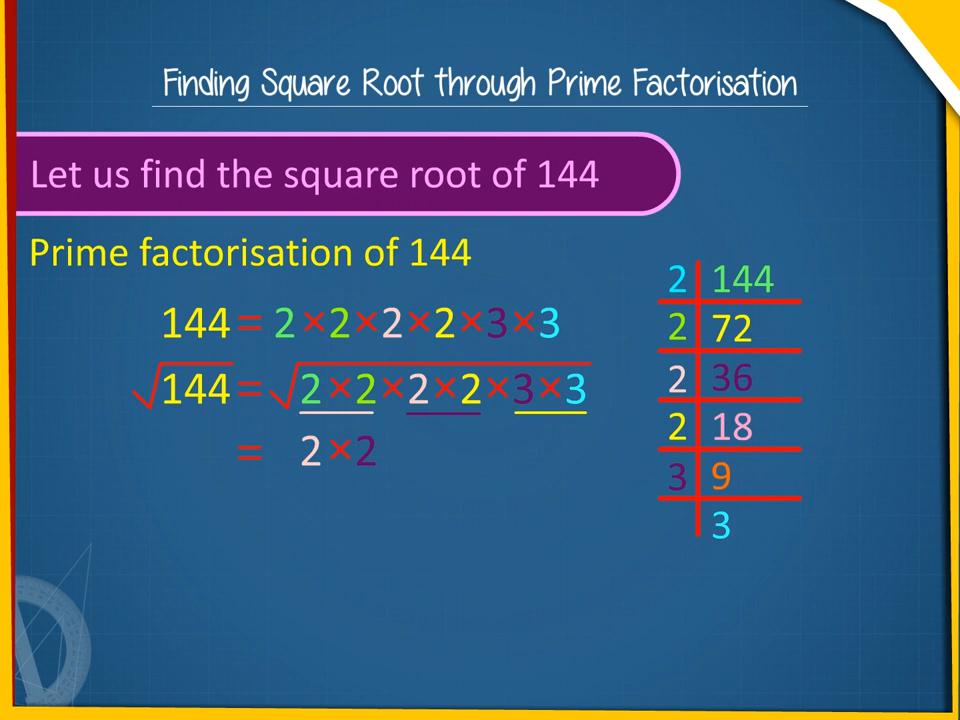 Finding Square Root through Prime Factorisation
Let us find the square root of 144
Prime factorisation of 144
144 = 2 × 2 × 2 × 2 × 3 × 3
√144 = √2 × 2 × 2 × 2 × 3 × 3
= 2 × 2
2 144
2 72
2 36
2 18
3 9
3